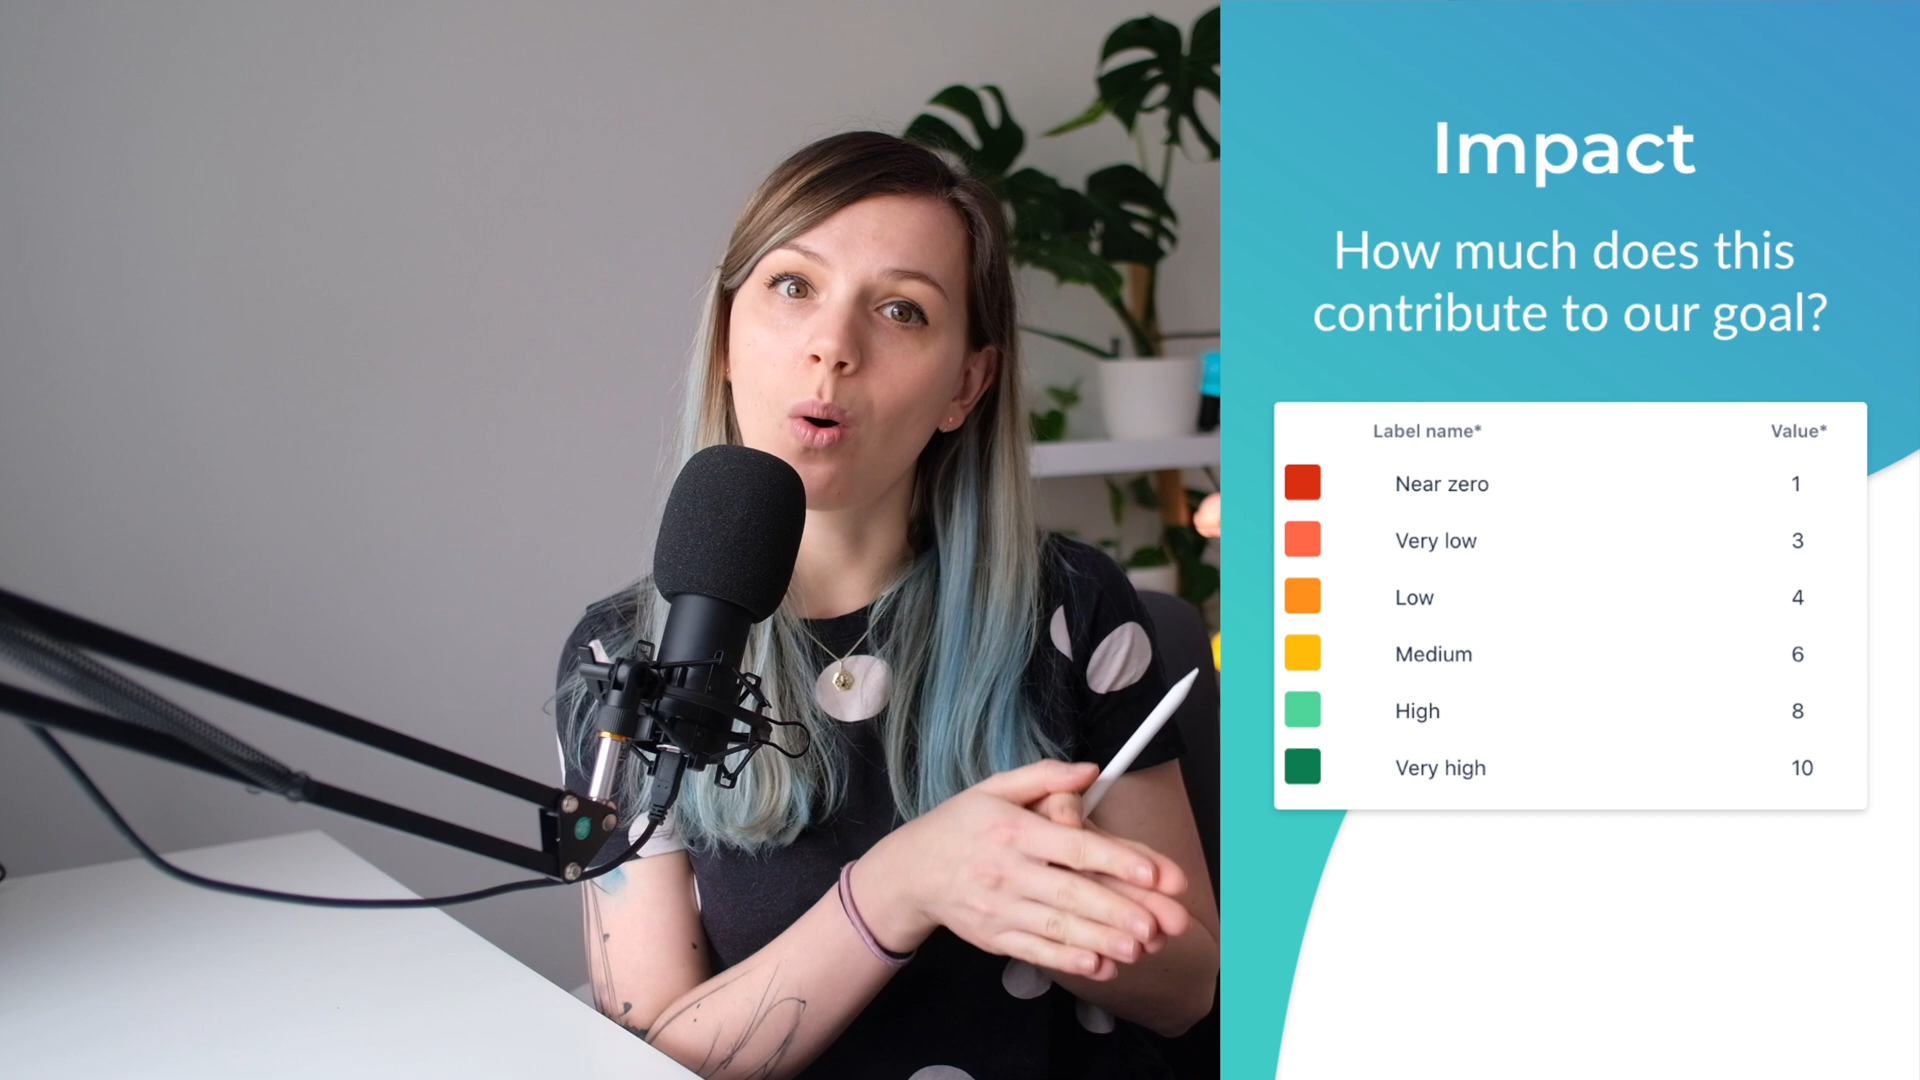 Impact
How much does this
contribute to our goal?
Label name* Value*
Near zero 1
Very low 3
Low 4
Medium 6
High 8
Very high 10